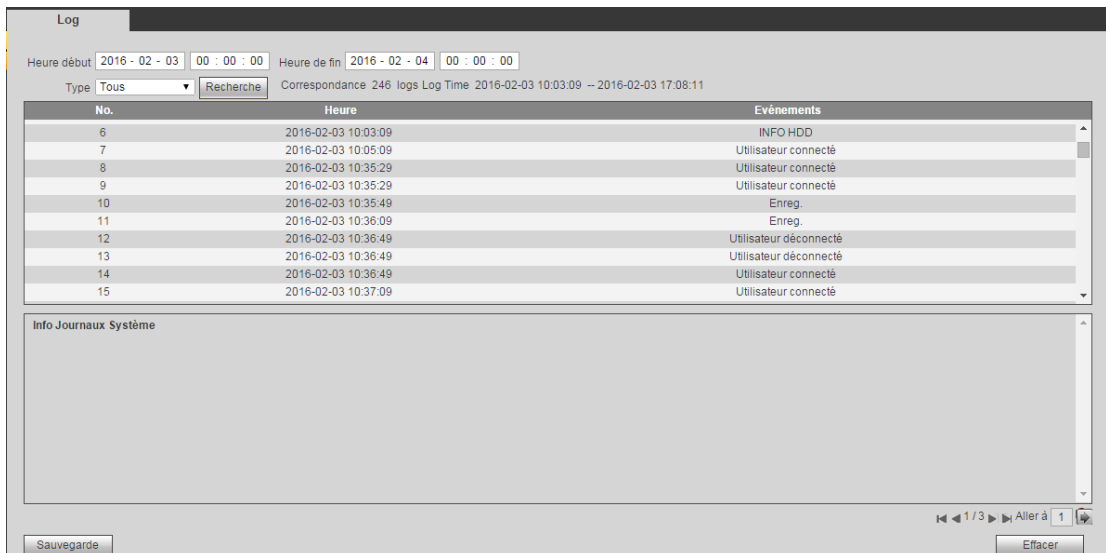 Log
Heure début 2016 - 02 - 03 00 : 00 : 00 Heure de fin 2016 - 02 - 04 00 : 00 : 00
Type Tous Recherche Correspondance 246 logs Log Time 2016-02-03 10:03:09 -- 2016-02-03 17:08:11
No. Heure Evénements
6 2016-02-03 10:03:09 INFO HDD
7 2016-02-03 10:05:09 Utilisateur connecté
8 2016-02-03 10:35:29 Utilisateur connecté
9 2016-02-03 10:35:29 Utilisateur connecté
10 2016-02-03 10:35:49 Enreg.
11 2016-02-03 10:36:09 Enreg.
12 2016-02-03 10:36:49 Utilisateur déconnecté
13 2016-02-03 10:36:49 Utilisateur déconnecté
14 2016-02-03 10:36:49 Utilisateur connecté
15 2016-02-03 10:37:09 Utilisateur connecté
Info Journaux Système
1 / 3 Aller à 1
Sauvegarde Effacer